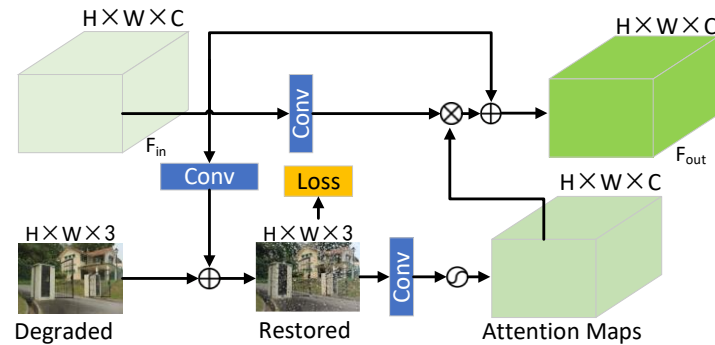 H×W×C
H×W×C
Conv
F_in
F_out
Conv
Loss
H×W×C
H×W×3
H×W×3
Conv
Degraded
Restored
Attention Maps